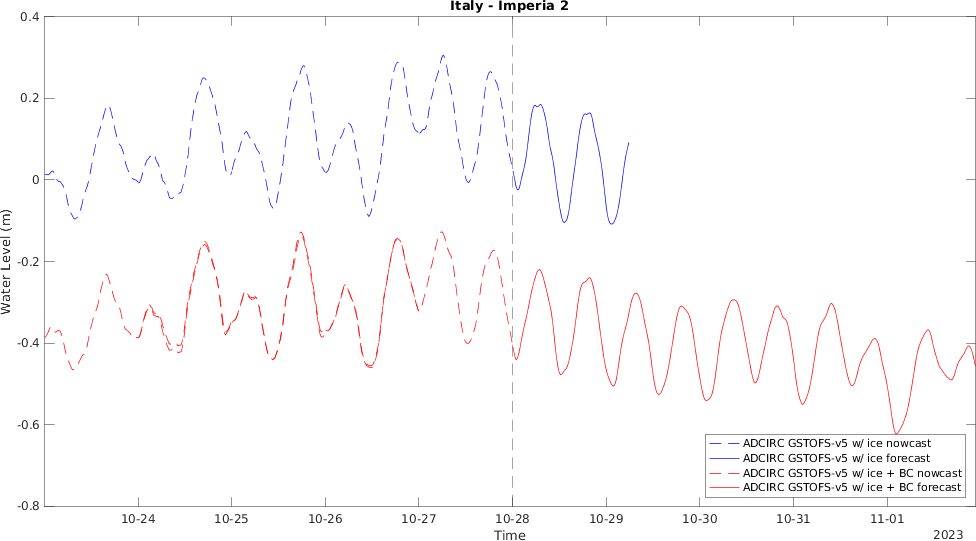 Italy - Imperia 2
0.4
0.2
0
-0.2
-0.4
-0.6
-0.8
Water Level (m)
ADCIRC GSTOFS-v5 w/ ice nowcast
ADCIRC GSTOFS-v5 w/ ice forecast
ADCIRC GSTOFS-v5 w/ ice + BC nowcast
ADCIRC GSTOFS-v5 w/ ice + BC forecast
10-24 10-25 10-26 10-27 10-28 10-29 10-30 10-31 11-01
Time
2023